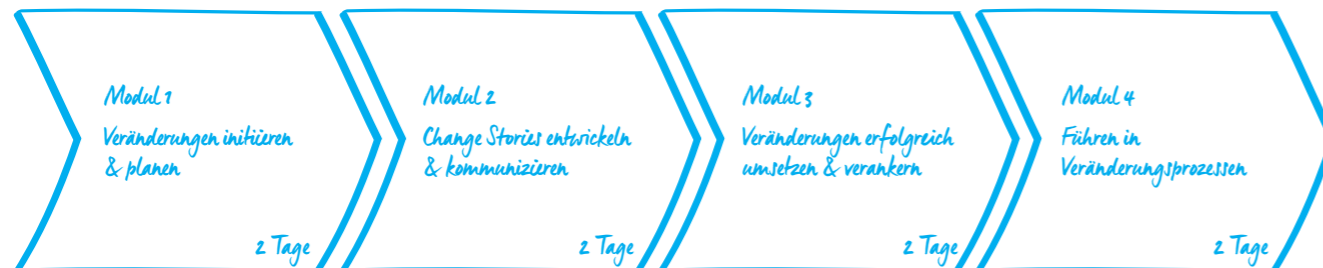 Modul 1
Veränderungen initiieren
& planen
2 Tage
Modul 2
Change Stories entwickeln
& kommunizieren
2 Tage
Modul 3
Veränderungen erfolgreich
umsetzen & verankern
2 Tage
Modul 4
Führen in
Veränderungsprozessen
2 Tage